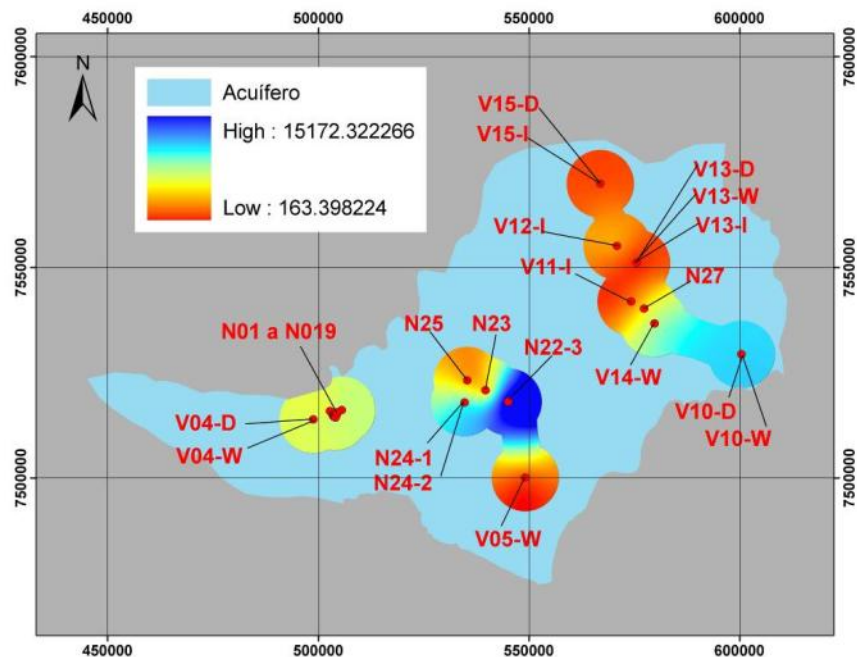 450000 500000 550000 600000
7600000 7600000
N
Acuífero
High : 15172.322266
Low : 163.398224
V15-D
V15-I
V13-D
V13-W
V12-I
V13-I
7550000 7550000
V11-I
N27
N01 a N019
N25
N23
N22-3
V14-W
V04-D
V10-D
V04-W
V10-W
N24-1
N24-2
7500000 7500000
V05-W
450000 500000 550000 600000